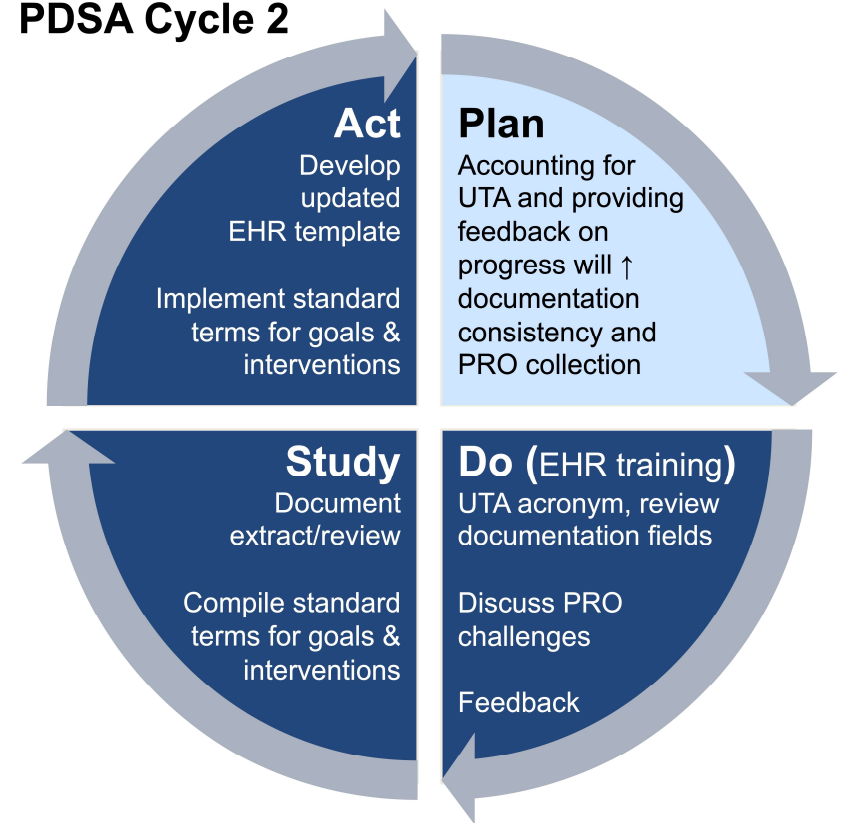 PDSA Cycle 2
Act
Develop
updated
EHR template
Implement standard
terms for goals &
interventions
Plan
Accounting for
UTA and providing
feedback on
progress will ↑
documentation
consistency and
PRO collection
Do (EHR training)
UTA acronym, review
documentation fields
Discuss PRO
challenges
Feedback
Study
Document
extract/review
Compile standard
terms for goals &
interventions